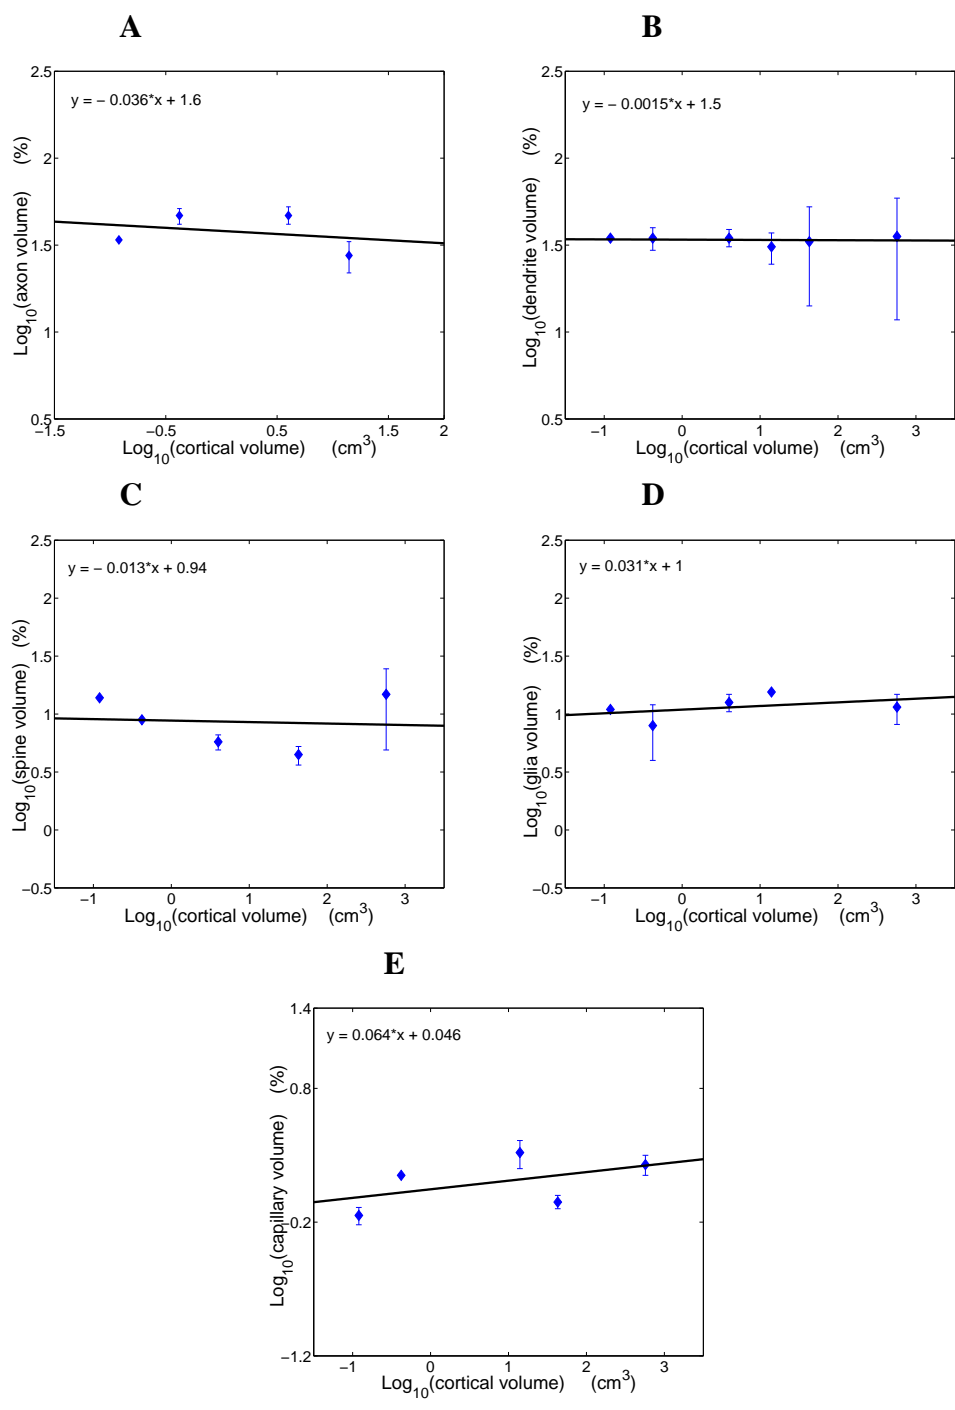 A
B
2.5
2
1.5
1
0.5
y = − 0.036*x + 1.6
Log10(axon volume) (%)
−1.5 −0.5 0.5 1.5 2
Log10(cortical volume) (cm3)
2.5
2
1.5
1
0.5
y = − 0.0015*x + 1.5
Log10(dendrite volume) (%)
−1 0 1 2 3
Log10(cortical volume) (cm3)
C
D
2.5
2
1.5
1
0.5
0
−0.5
y = − 0.013*x + 0.94
Log10(spine volume) (%)
−1 0 1 2 3
Log10(cortical volume) (cm3)
2.5
2
1.5
1
0.5
0
−0.5
y = 0.031*x + 1
Log10(glia volume) (%)
−1 0 1 2 3
Log10(cortical volume) (cm3)
E
1.4
0.8
−0.2
−1.2
y = 0.064*x + 0.046
Log10(capillary volume) (%)
−1 0 1 2 3
Log10(cortical volume) (cm3)